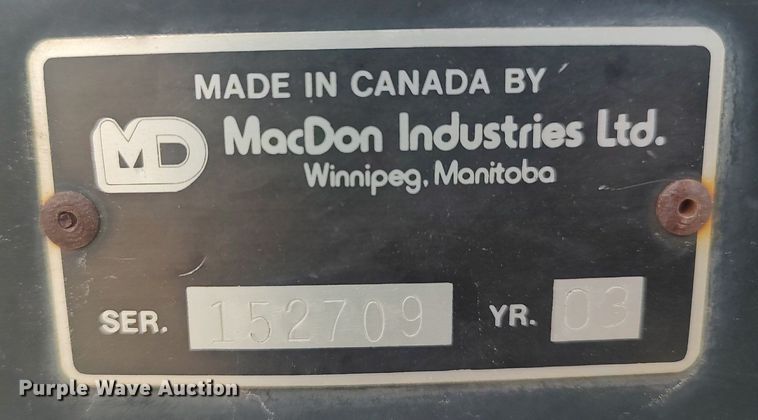 MADE IN CANADA BY
MD MacDon Industries Ltd.
Winnipeg, Manitoba
SER. 152709 YR. 03
Purple Wave Auction